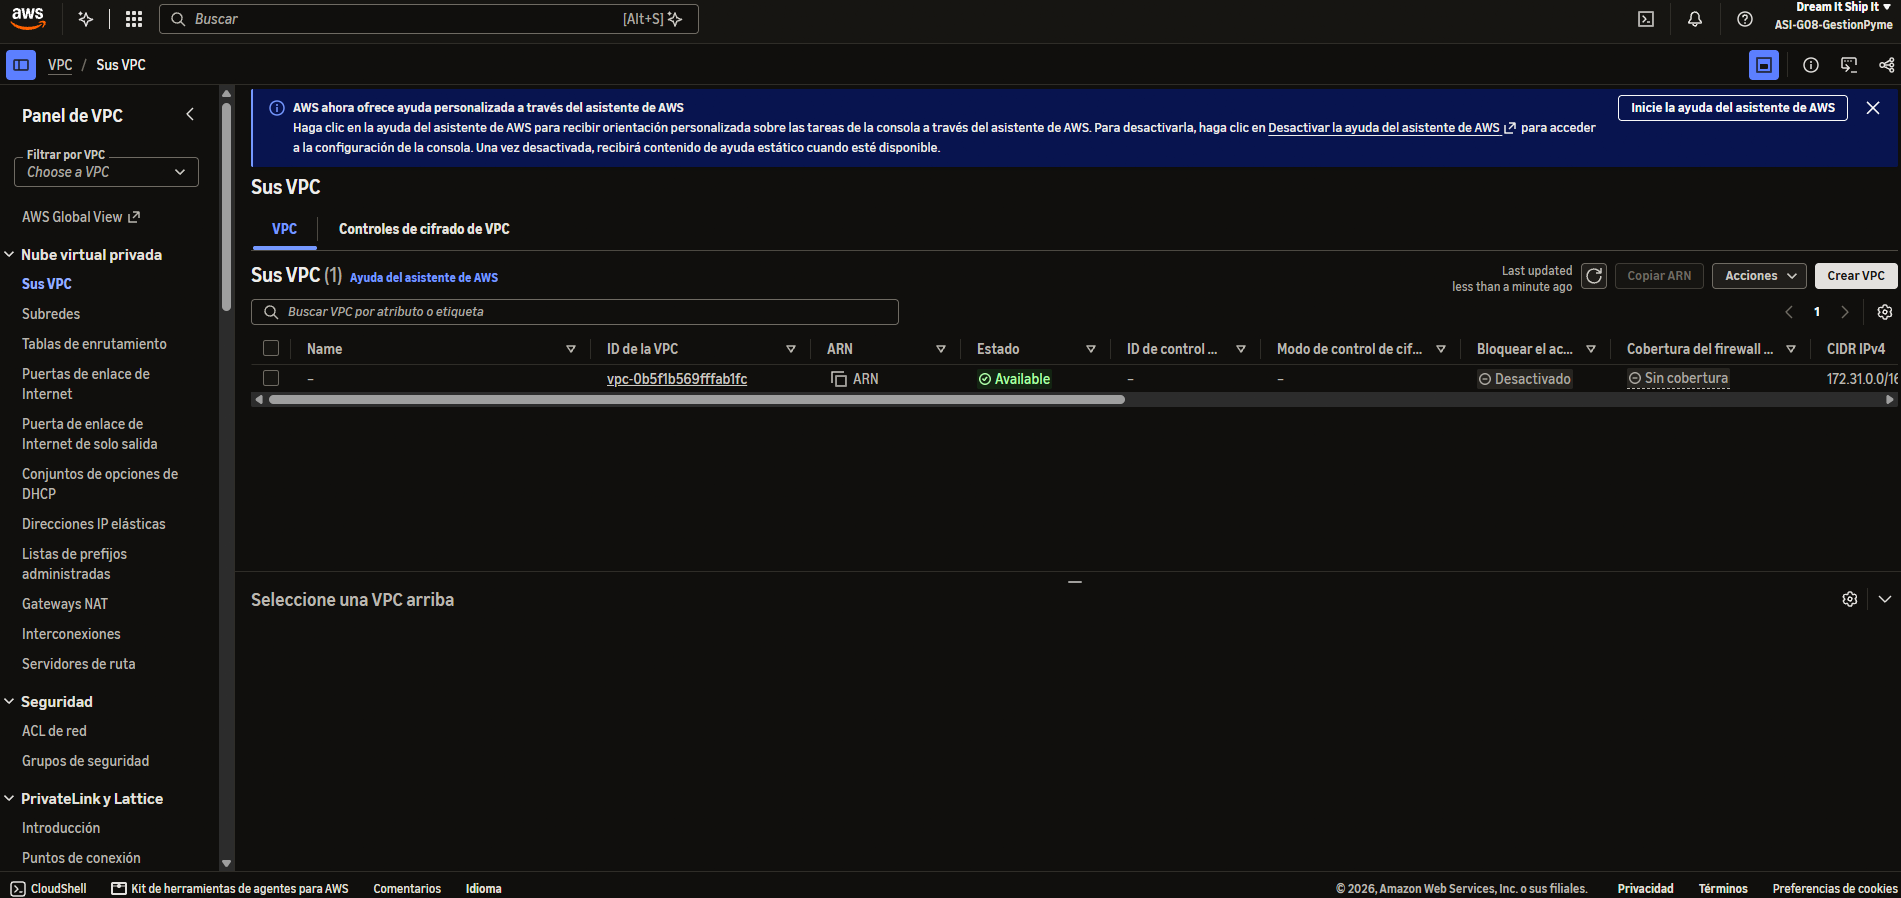 aws
Buscar
[Alt+S]
Dream It Ship It
ASI-G08-GestionPyme
VPC / Sus VPC
Panel de VPC
Filtrar por VPC
Choose a VPC
AWS Global View
Nube virtual privada
Sus VPC
Subredes
Tablas de enrutamiento
Puertas de enlace de
Internet
Puerta de enlace de
Internet de solo salida
Conjuntos de opciones de
DHCP
Direcciones IP elásticas
Listas de prefijos
administradas
Gateways NAT
Interconexiones
Servidores de ruta
Seguridad
ACL de red
Grupos de seguridad
PrivateLink y Lattice
Introducción
Puntos de conexión
AWS ahora ofrece ayuda personalizada a través del asistente de AWS
Haga clic en la ayuda del asistente de AWS para recibir orientación personalizada sobre las tareas de la consola a través del asistente de AWS. Para desactivarla, haga clic en Desactivar la ayuda del asistente de AWS para acceder
a la configuración de la consola. Una vez desactivada, recibirá contenido de ayuda estático cuando esté disponible.
Inicie la ayuda del asistente de AWS
Sus VPC
VPC
Controles de cifrado de VPC
Sus VPC (1) Ayuda del asistente de AWS
Last updated
less than a minute ago
Copiar ARN
Acciones
Crear VPC
Buscar VPC por atributo o etiqueta
1
Name ID de la VPC ARN Estado ID de control ... Modo de control de cif... Bloquear el ac... Cobertura del firewall ... CIDR IPv4
– vpc-0b5f1b569fffab1fc ARN Available – – Desactivado Sin cobertura 172.31.0.0/16
Seleccione una VPC arriba
CloudShell Kit de herramientas de agentes para AWS Comentarios Idioma
© 2026, Amazon Web Services, Inc. o sus filiales. Privacidad Términos Preferencias de cookies